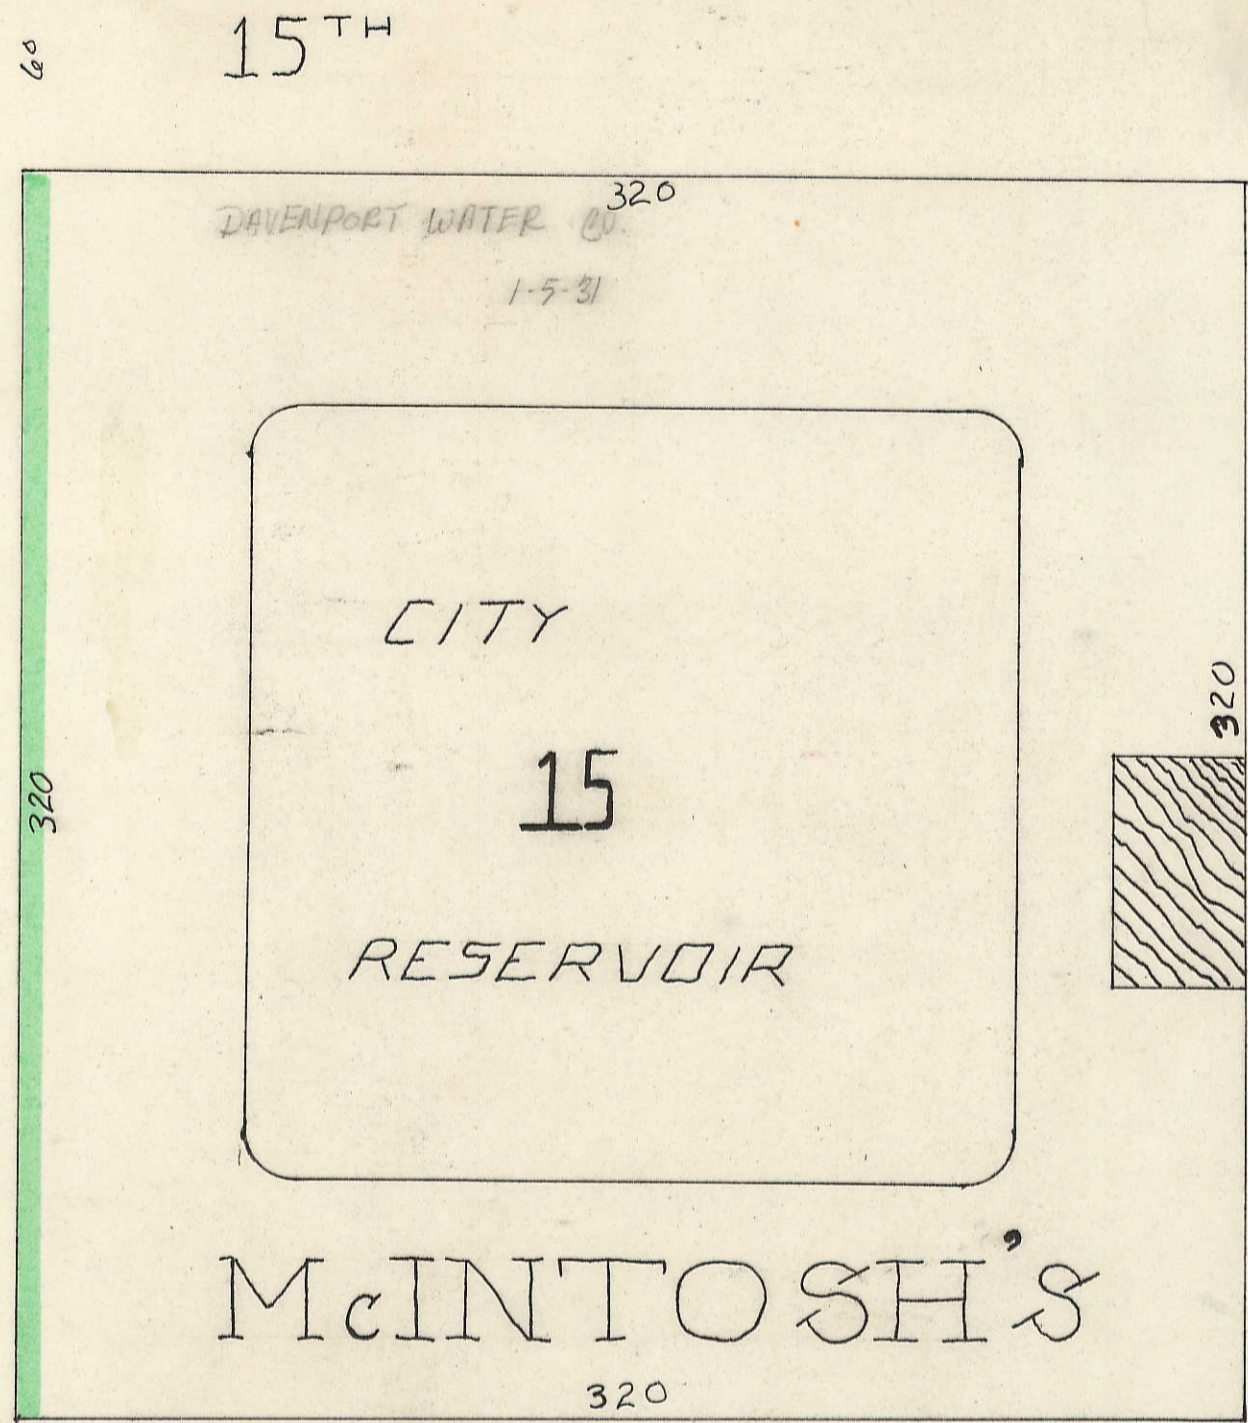 60
15TH
320
DAVENPORT WATER CO.
1-5-31
CITY
320
15
320
RESERVOIR
McINTOSH'S
320